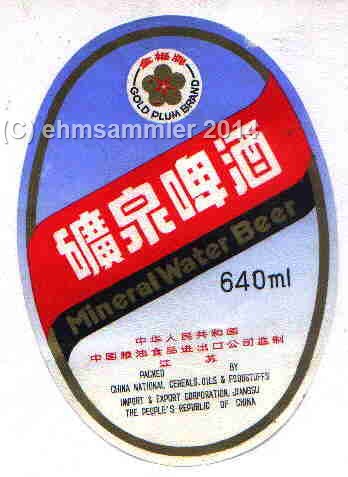 金梅牌
GOLD PLUM BRAND
(C) ehmsammler 2014
礦泉啤酒
Mineral Water Beer
640ml
中华人民共和国
中国粮油食品进出口公司监制
江 苏
PACKED BY
CHINA NATIONAL CEREALS, OILS & FOODSTUFFS
IMPORT & EXPORT CORPORATION, JIANGSU
THE PEOPLE'S REPUBLIC OF CHINA